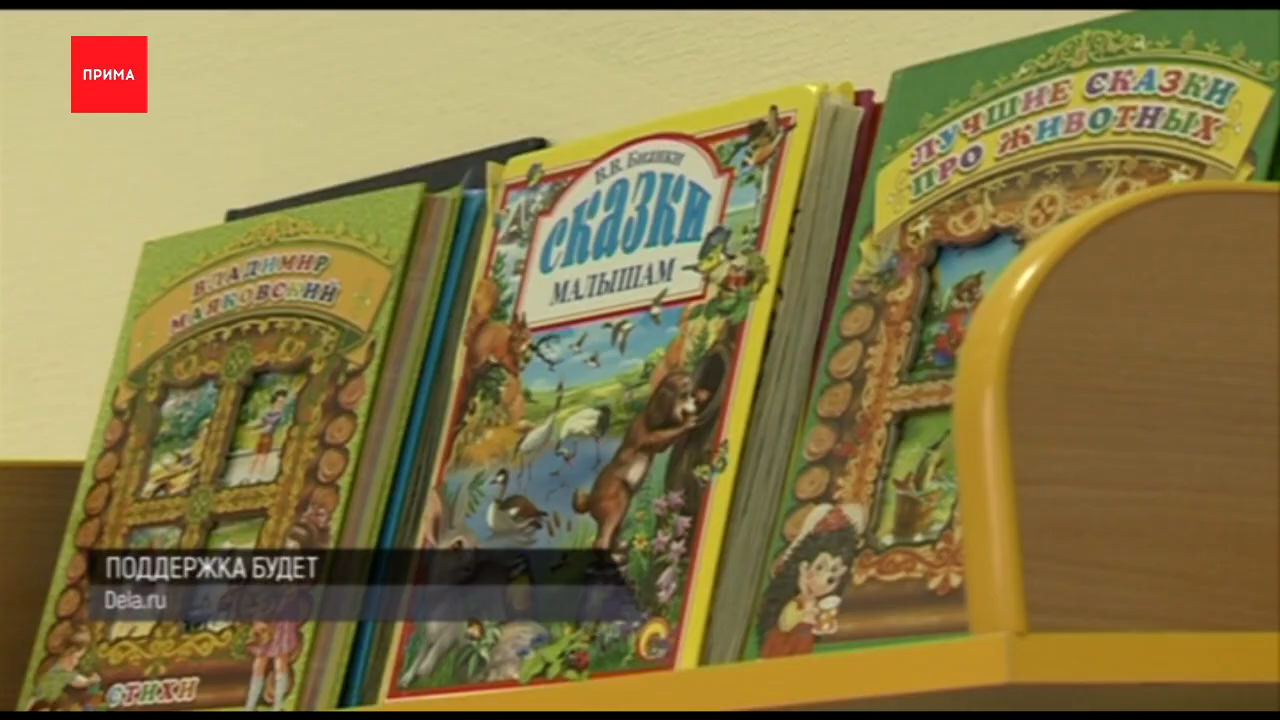 ПРИМА
ВЛАДИМИР
МАЯКОВСКИЙ
СТИХИ
В.В. Бианки
Сказки
МАЛЫШАМ
ЛУЧШИЕ СКАЗКИ
ПРО ЖИВОТНЫХ
ПОДДЕРЖКА БУДЕТ
Dela.ru